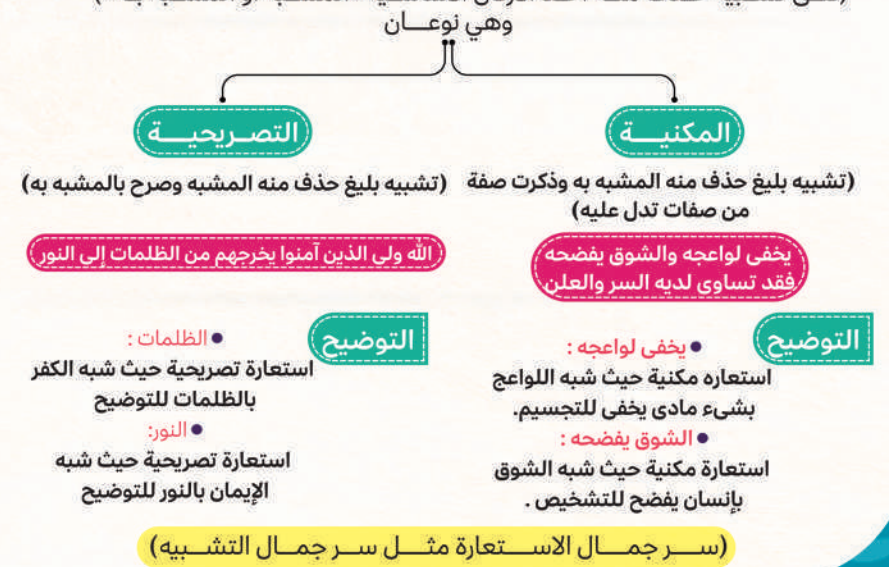 وهي نوعـــان
المكنيـــة
(تشبيه بليغ حذف منه المشبه به وذكرت صفة
من صفات تدل عليه)
يخفى لواعجه والشوق يفضحه
فقد تساوى لديه السر والعلن
التوضيح
يخفى لواعجه :
استعاره مكنية حيث شبه اللواعج
بشىء مادى يخفى للتجسيم.
الشوق يفضحه :
استعارة مكنية حيث شبه الشوق
بإنسان يفضح للتشخيص .
التصـريحيــة
(تشبيه بليغ حذف منه المشبه وصرح بالمشبه به)
الله ولى الذين آمنوا يخرجهم من الظلمات إلى النور
التوضيح
الظلمات :
استعارة تصريحية حيث شبه الكفر
بالظلمات للتوضيح
النور:
استعارة تصريحية حيث شبه
الإيمان بالنور للتوضيح
(ســـر جمـــال الاســـتعارة مثـــل ســـر جمـــال التشـــبيه)